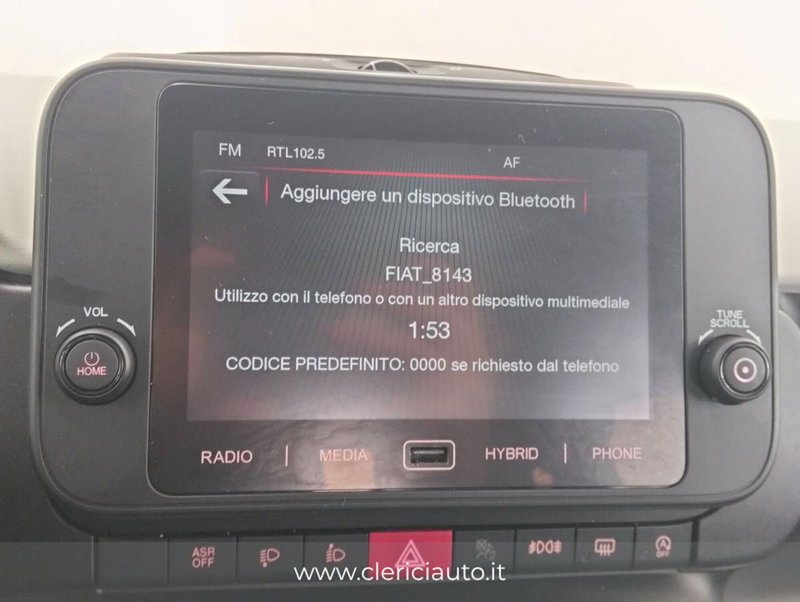 FM RTL102.5 AF
Aggiungere un dispositivo Bluetooth
Ricerca
FIAT_8143
Utilizzo con il telefono o con un altro dispositivo multimediale
1:53
CODICE PREDEFINITO: 0000 se richiesto dal telefono
VOL
HOME
TUNE
SCROLL
RADIO | MEDIA HYBRID | PHONE
ASR
OFF
OFF
www.clericiauto.it